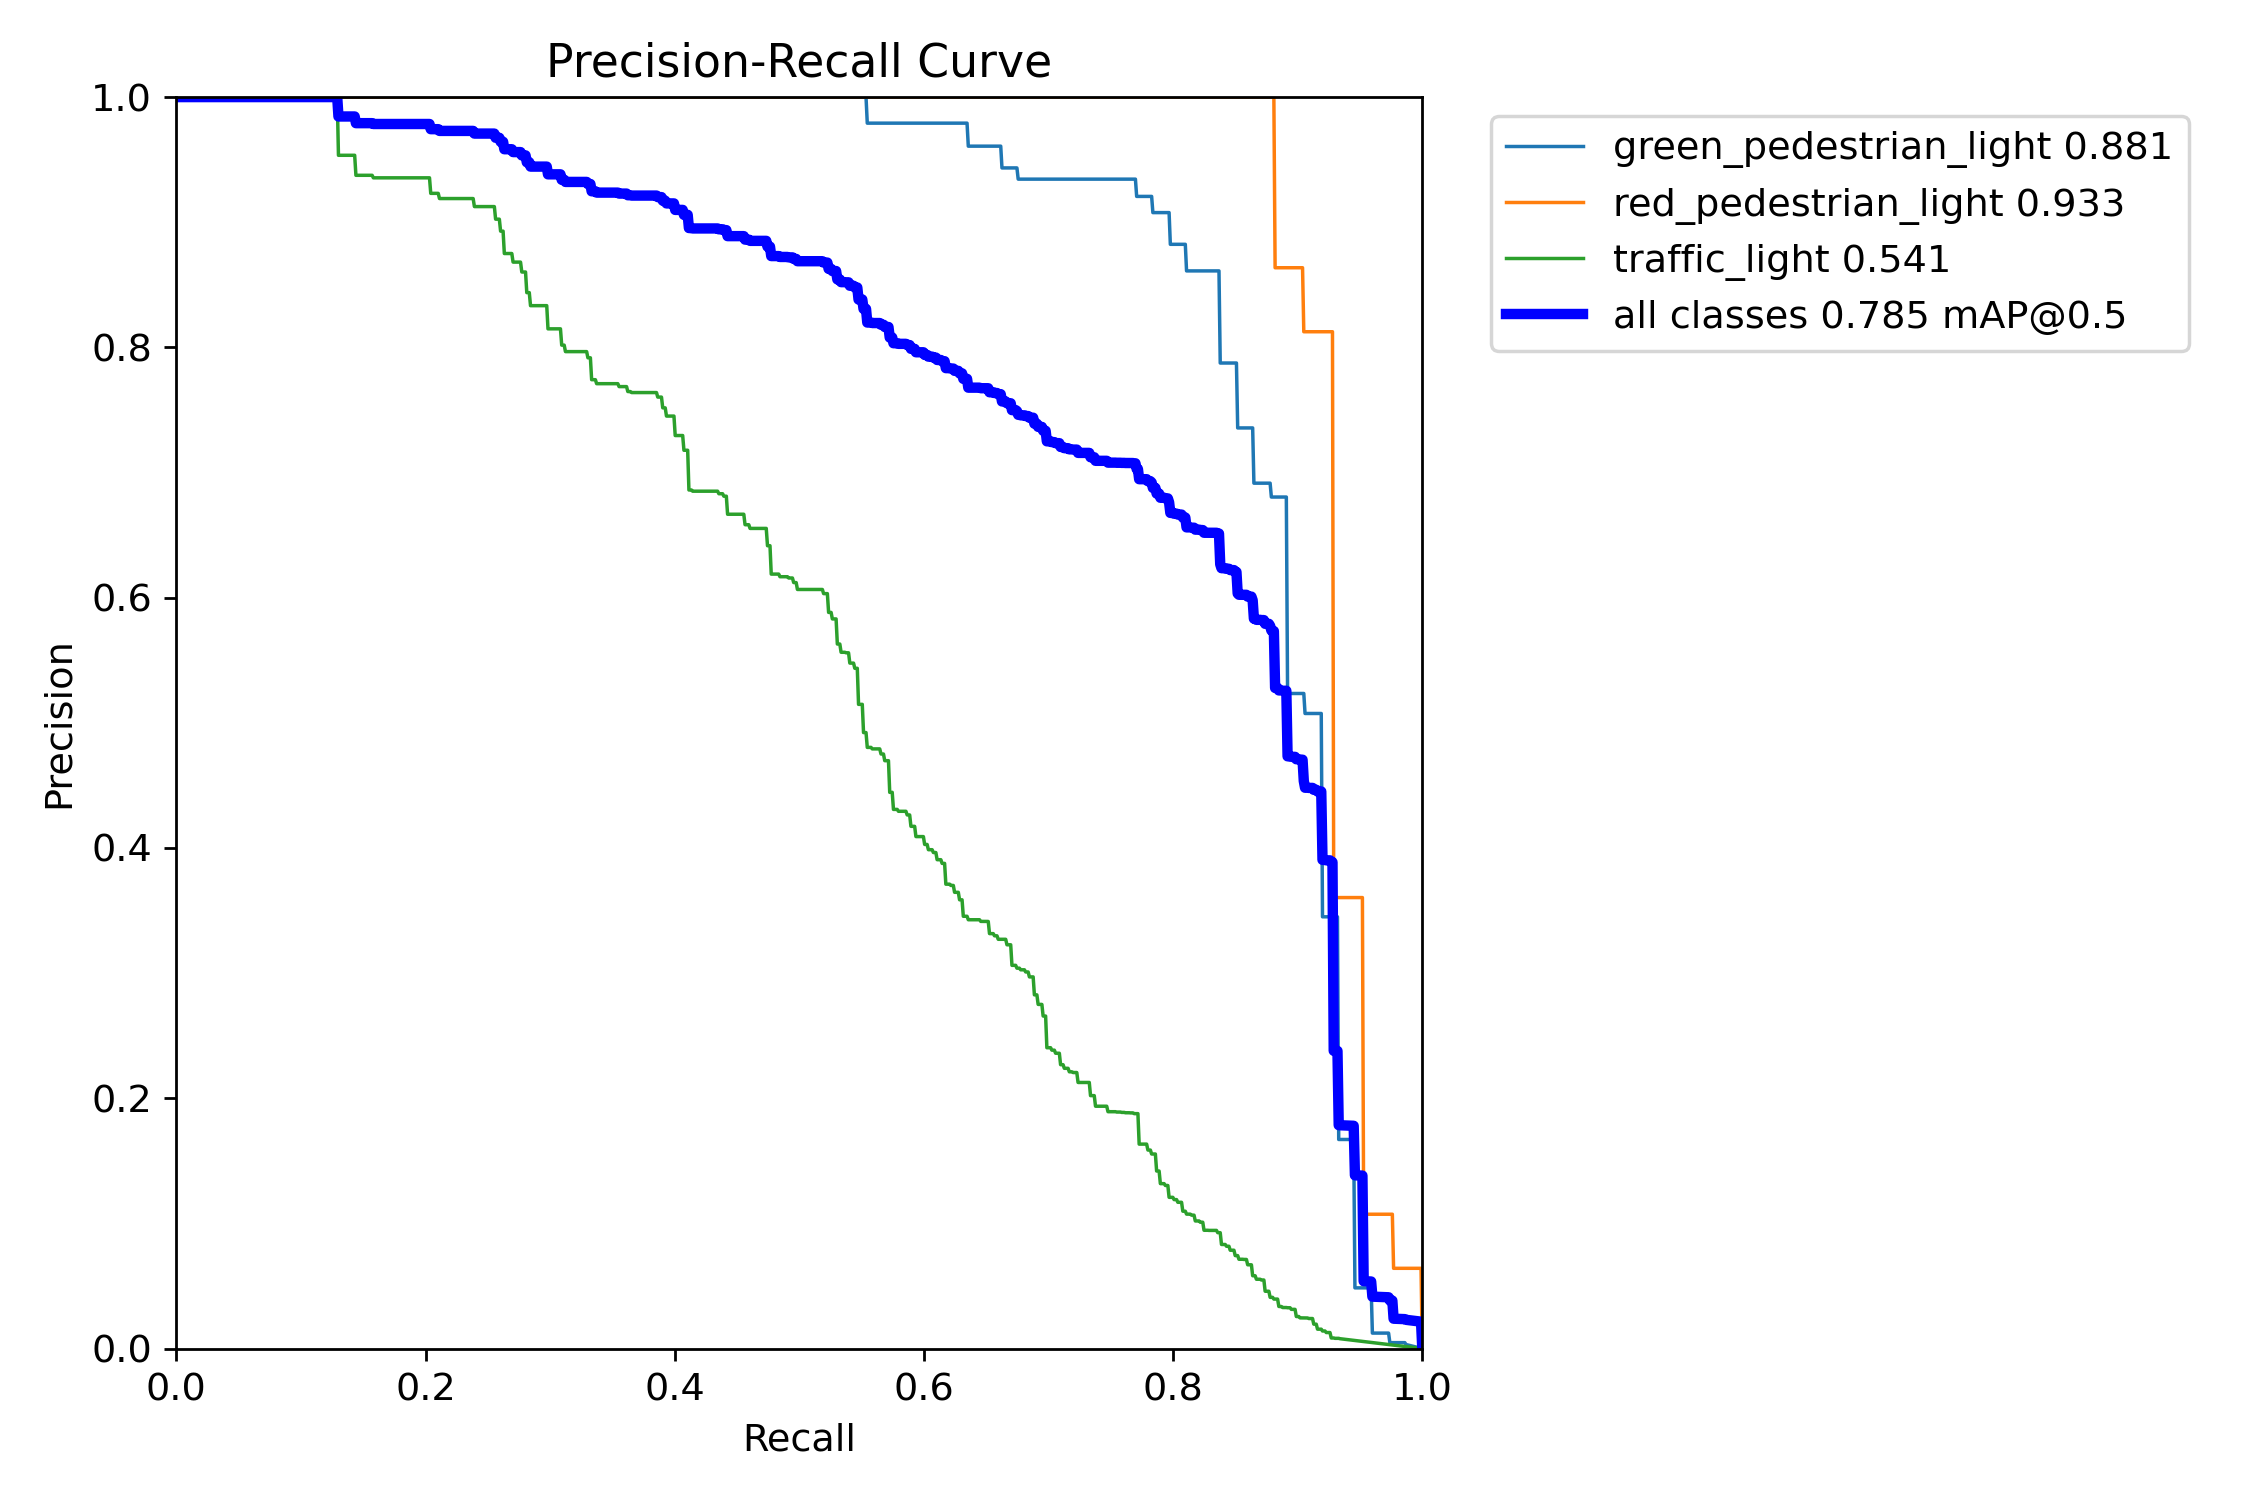 Precision-Recall Curve
1.0
0.8
0.6
0.4
0.2
0.0
Precision
0.0 0.2 0.4 0.6 0.8 1.0
Recall
green_pedestrian_light 0.881
red_pedestrian_light 0.933
traffic_light 0.541
all classes 0.785 mAP@0.5